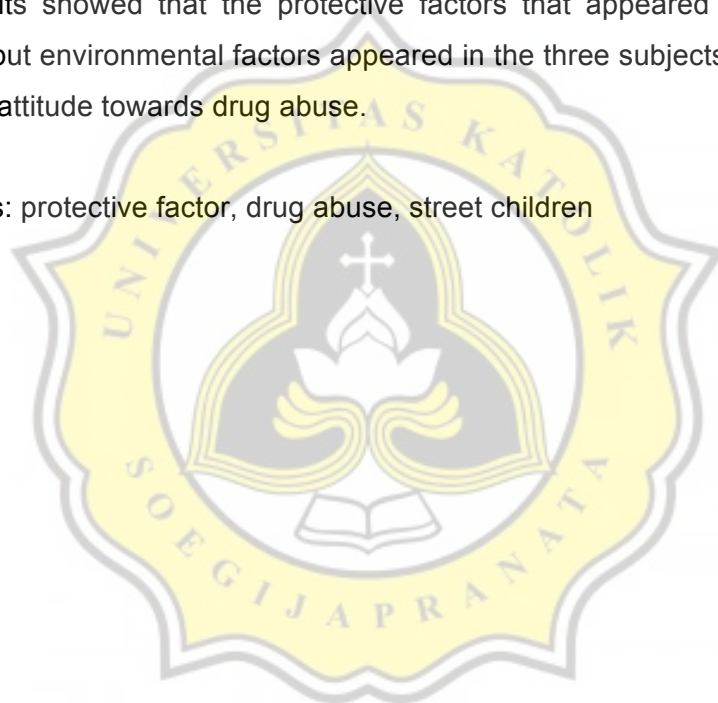 its showed that the protective factors that appeared
out environmental factors appeared in the three subjects
attitude towards drug abuse.
s: protective factor, drug abuse, street children
UNIVERSITAS KATOLIK
SOEGIJAPRANATA